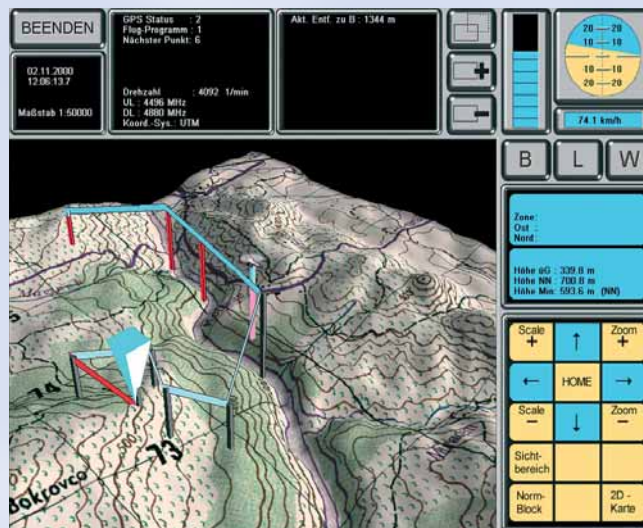 BEENDEN
02.11.2000
12:06:13.7
Maßstab 1:50000
GPS Status : 2
Flug-Programm : 1
Nächster Punkt: 6
Drehzahl : 4092 1/min
UL : 4496 MHz
DL : 4880 MHz
Koord.-Sys.: UTM
Akt. Entf. zu B : 1344 m
20 20
10 10
10 10
20 20
74.1 km/h
B L W
Zone:
Ost :
Nord :
Höhe üG : 339.8 m
Höhe NN : 700.8 m
Höhe Min: 593.6 m (NN)
Scale
+
↑
Zoom
+
←
HOME
→
Scale
−
↓
Zoom
−
Sicht-
bereich
Norm-
Block
2D -
Karte
74
500
73
Bokrovco